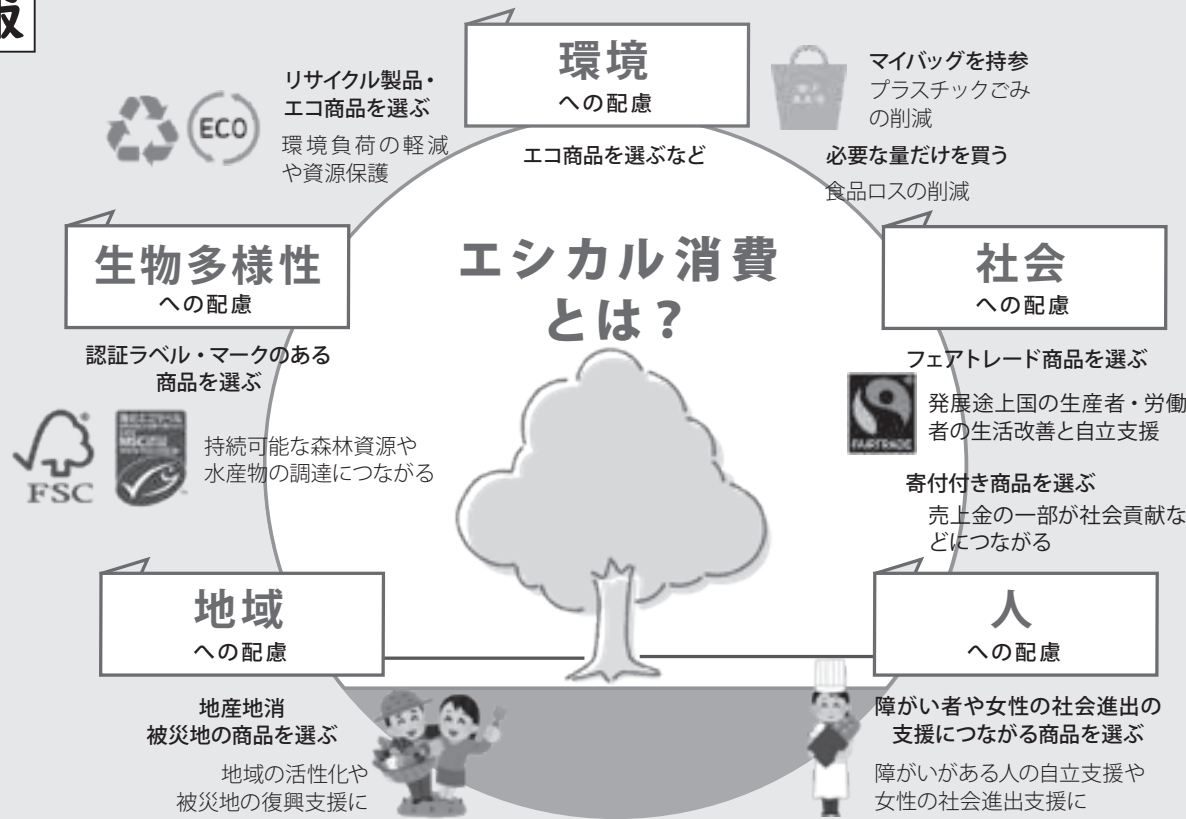 版
環境
への配慮
エコ商品を選ぶなど
リサイクル製品・
エコ商品を選ぶ
環境負荷の軽減
や資源保護
ECO
マイバッグを持参
プラスチックごみ
の削減
必要な量だけを買う
食品ロスの削減
エシカル消費
とは？
生物多様性
への配慮
認証ラベル・マークのある
商品を選ぶ
FSC
MSC
持続可能な森林資源や
水産物の調達につながる
社会
への配慮
フェアトレード商品を選ぶ
FAIRTRADE
発展途上国の生産者・労働
者の生活改善と自立支援
寄付付き商品を選ぶ
売上金の一部が社会貢献な
どにつながる
地域
への配慮
地産地消
被災地の商品を選ぶ
地域の活性化や
被災地の復興支援に
人
への配慮
障がい者や女性の社会進出の
支援につながる商品を選ぶ
障がいがある人の自立支援や
女性の社会進出支援に